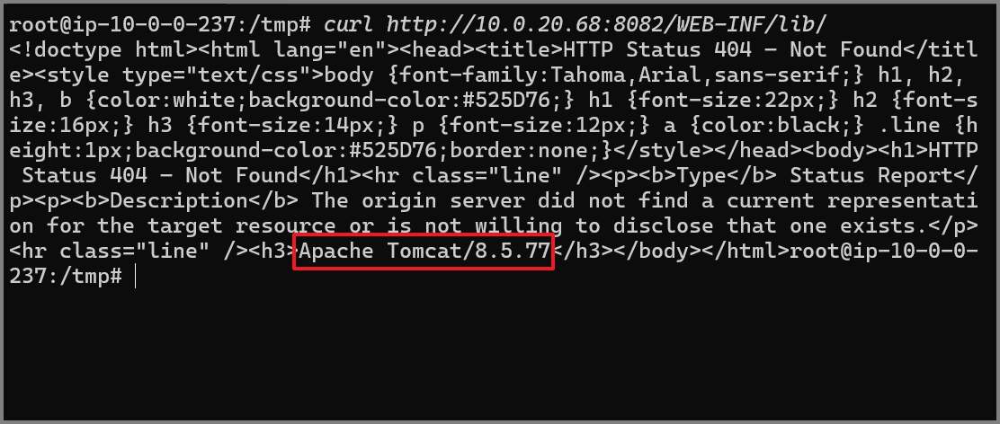 root@ip-10-0-0-237:/tmp# curl http://10.0.20.68:8082/WEB-INF/lib/
<!doctype html><html lang="en"><head><title>HTTP Status 404 – Not Found</titl
e><style type="text/css">body {font-family:Tahoma,Arial,sans-serif;} h1, h2,
h3, b {color:white;background-color:#525D76;} h1 {font-size:22px;} h2 {font-s
ize:16px;} h3 {font-size:14px;} p {font-size:12px;} a {color:black;} .line {h
eight:1px;background-color:#525D76;border:none;}</style></head><body><h1>HTTP
 Status 404 – Not Found</h1><hr class="line" /><p><b>Type</b> Status Report</
p><p><b>Description</b> The origin server did not find a current representati
on for the target resource or is not willing to disclose that one exists.</p>
<hr class="line" /><h3>Apache Tomcat/8.5.77</h3></body></html>root@ip-10-0-0-
237:/tmp#